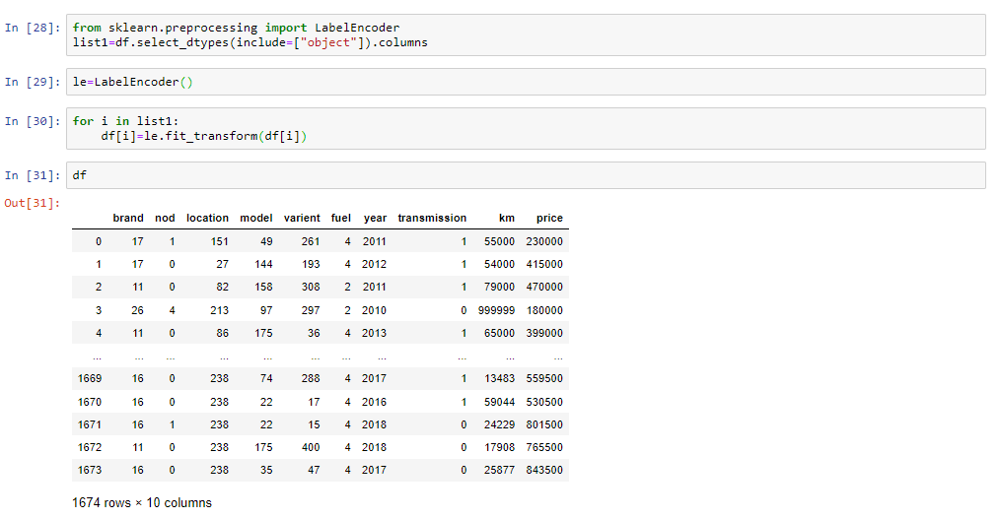 In [28]: from sklearn.preprocessing import LabelEncoder
list1=df.select_dtypes(include=["object"]).columns
In [29]: le=LabelEncoder()
In [30]: for i in list1:
df[i]=le.fit_transform(df[i])
In [31]: df
Out[31]:
brand nod location model varient fuel year transmission km price
0 17 1 151 49 261 4 2011 1 55000 230000
1 17 0 27 144 193 4 2012 1 54000 415000
2 11 0 82 158 308 2 2011 1 79000 470000
3 26 4 213 97 297 2 2010 0 999999 180000
4 11 0 86 175 36 4 2013 1 65000 399000
... ... ... ... ... ... ... ... ... ... ...
1669 16 0 238 74 288 4 2017 1 13483 559500
1670 16 0 238 22 17 4 2016 1 59044 530500
1671 16 1 238 22 15 4 2018 0 24229 801500
1672 11 0 238 175 400 4 2018 0 17908 765500
1673 16 0 238 35 47 4 2017 0 25877 843500
1674 rows × 10 columns